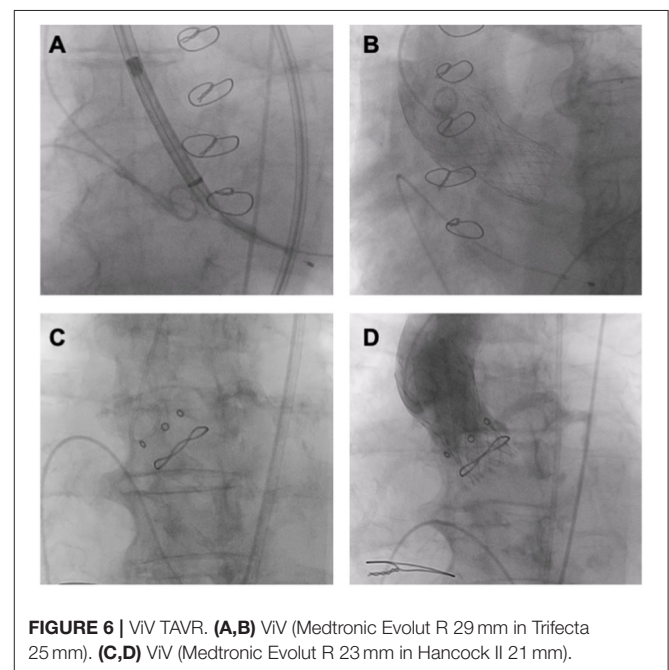 A
B
C
D
FIGURE 6 | ViV TAVR. (A,B) ViV (Medtronic Evolut R 29 mm in Trifecta
25 mm). (C,D) ViV (Medtronic Evolut R 23 mm in Hancock II 21 mm).